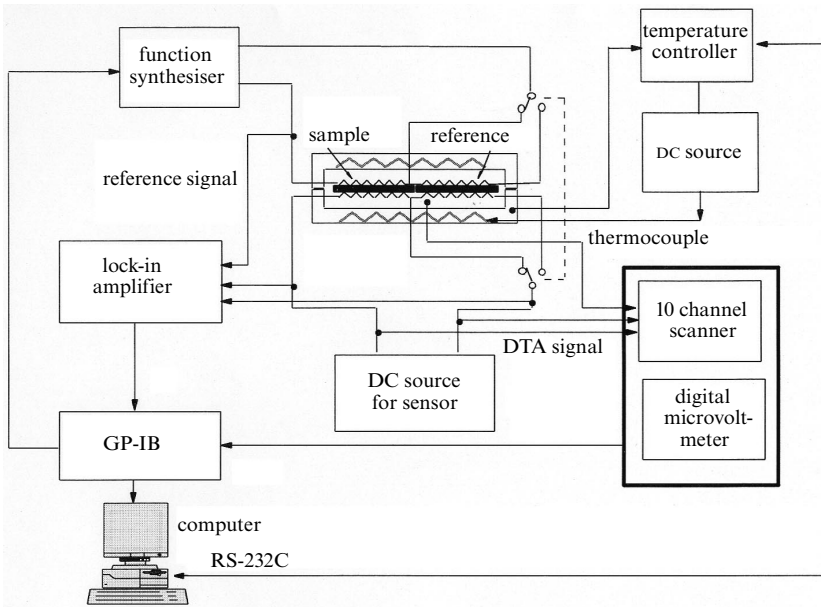 function
synthesiser
temperature
controller
sample
reference
DC source
reference signal
thermocouple
lock-in
amplifier
10 channel
scanner
DTA signal
DC source
for sensor
digital
microvolt-
meter
GP-IB
computer
RS-232C